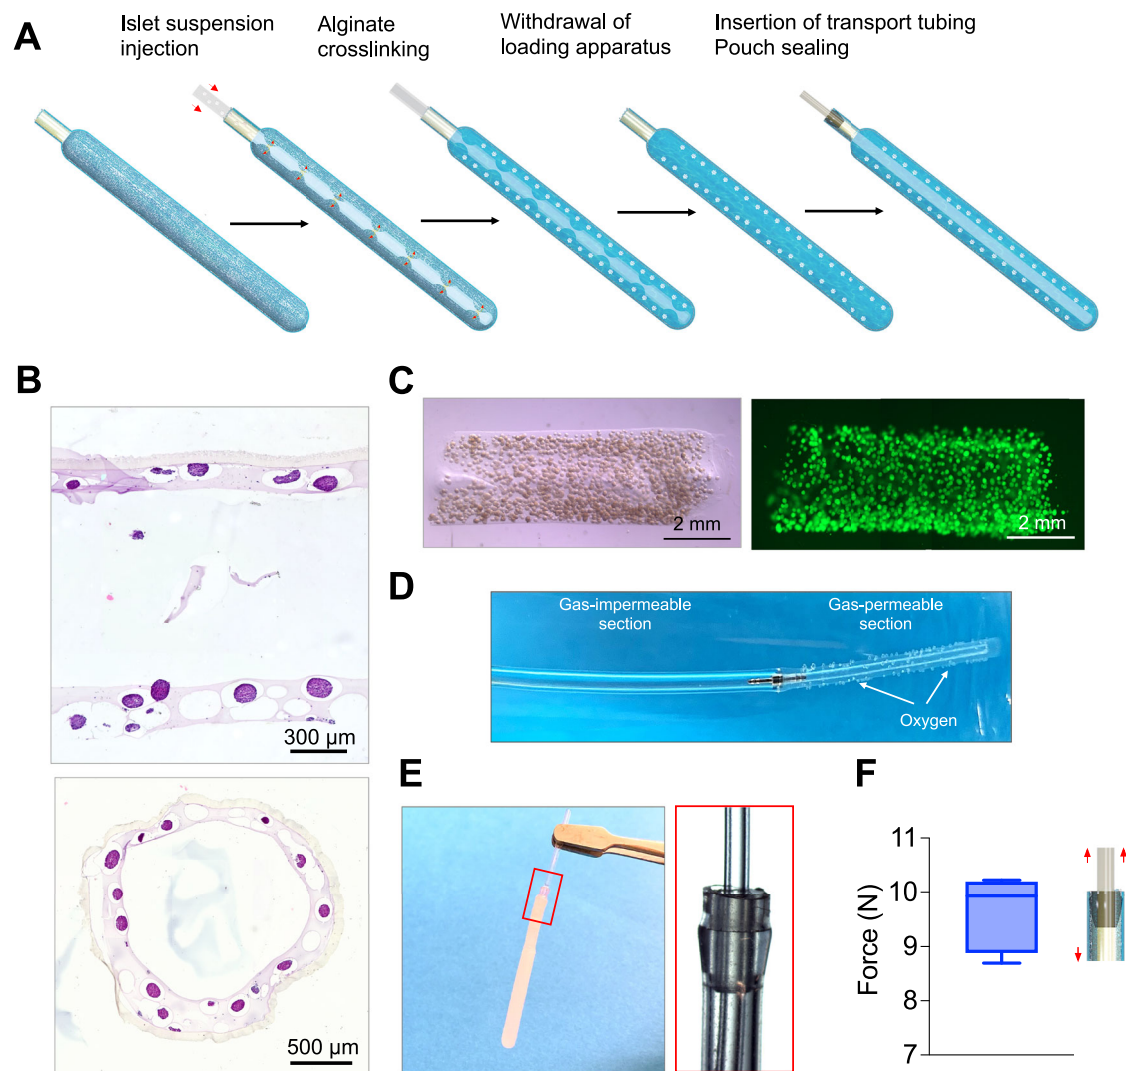 A
Islet suspension
injection
Alginate
crosslinking
Withdrawal of
loading apparatus
Insertion of transport tubing
Pouch sealing
B
300 µm
500 µm
C
2 mm
2 mm
D
Gas-impermeable
section
Gas-permeable
section
Oxygen
E
F
Force (N)
11
10
9
8
7